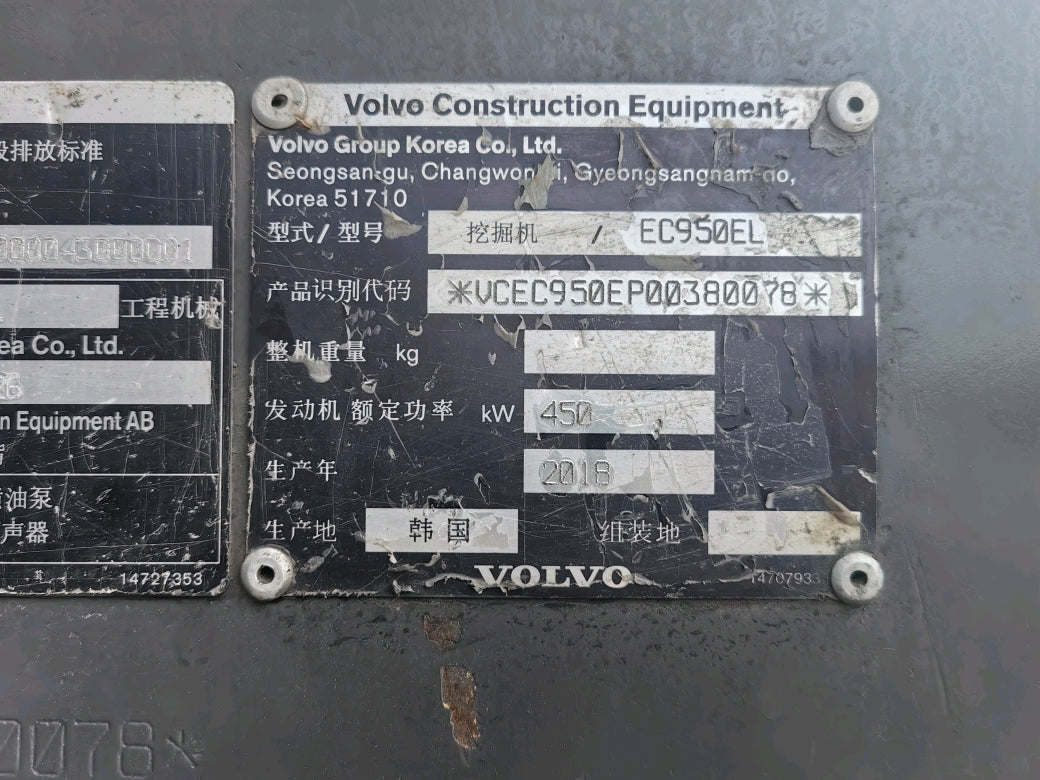 段排放标准
工程机械
ea Co., Ltd.
n Equipment AB
油泵,
声器
14727353
Volvo Construction Equipment
Volvo Group Korea Co., Ltd.
Seongsan-gu, Changwon-si, Gyeongsangnam-do,
Korea 51710
型式/型号 挖掘机 / EC950EL
产品识别代码 *VCEC950EP00380078*
整机重量 kg
发动机 额定功率 kW 450
生产年 2018
生产地 韩国 组装地
VOLVO
0078*